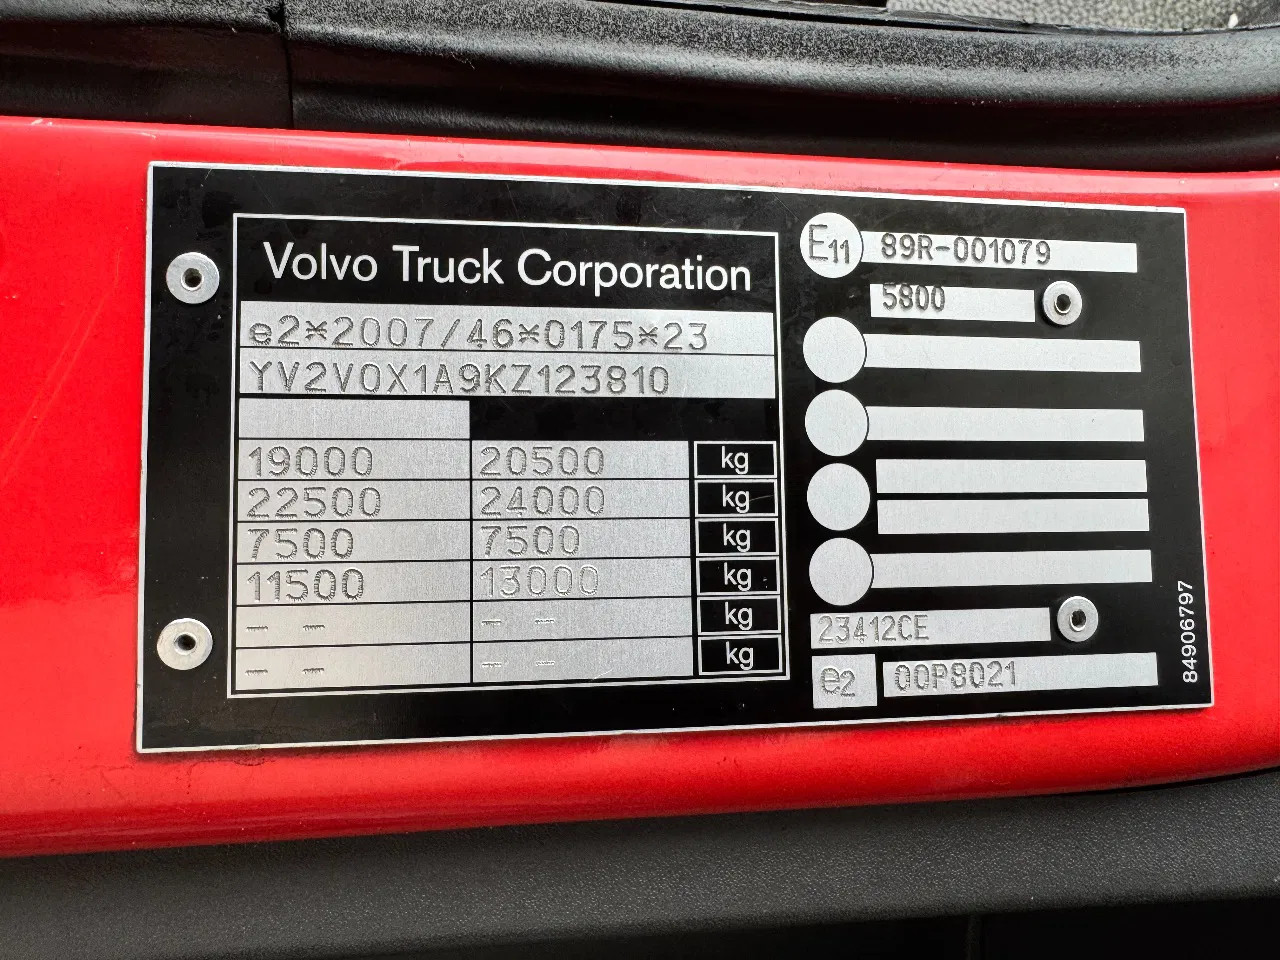 Volvo Truck Corporation
e2*2007/46*0175*23
YV2V0X1A9KZ123810
19000 20500 kg
22500 24000 kg
7500 7500 kg
11500 13000 kg
- - - - kg
- - - - kg
E11 89R-001079
5800
23412CE
e2 00P8021
84906797